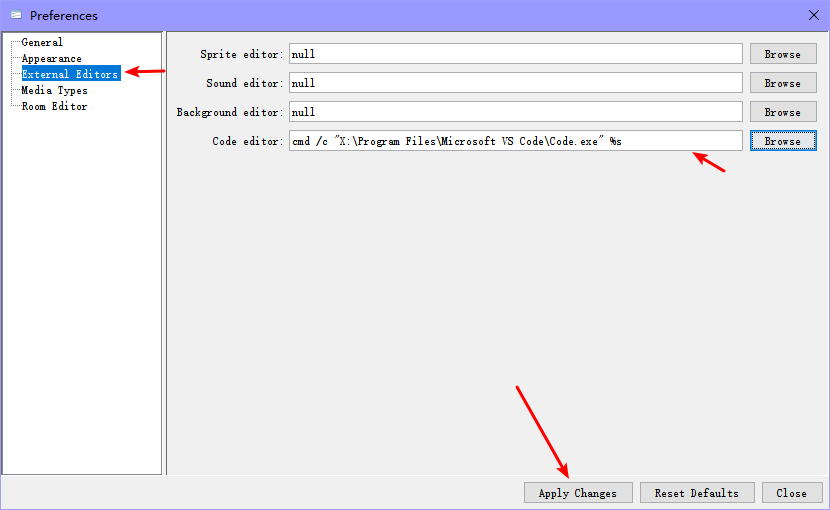 Preferences
General
Appearance
External Editors
Media Types
Room Editor
Sprite editor: null Browse
Sound editor: null Browse
Background editor: null Browse
Code editor: cmd /c "X:\Program Files\Microsoft VS Code\Code.exe" %s Browse
Apply Changes Reset Defaults Close